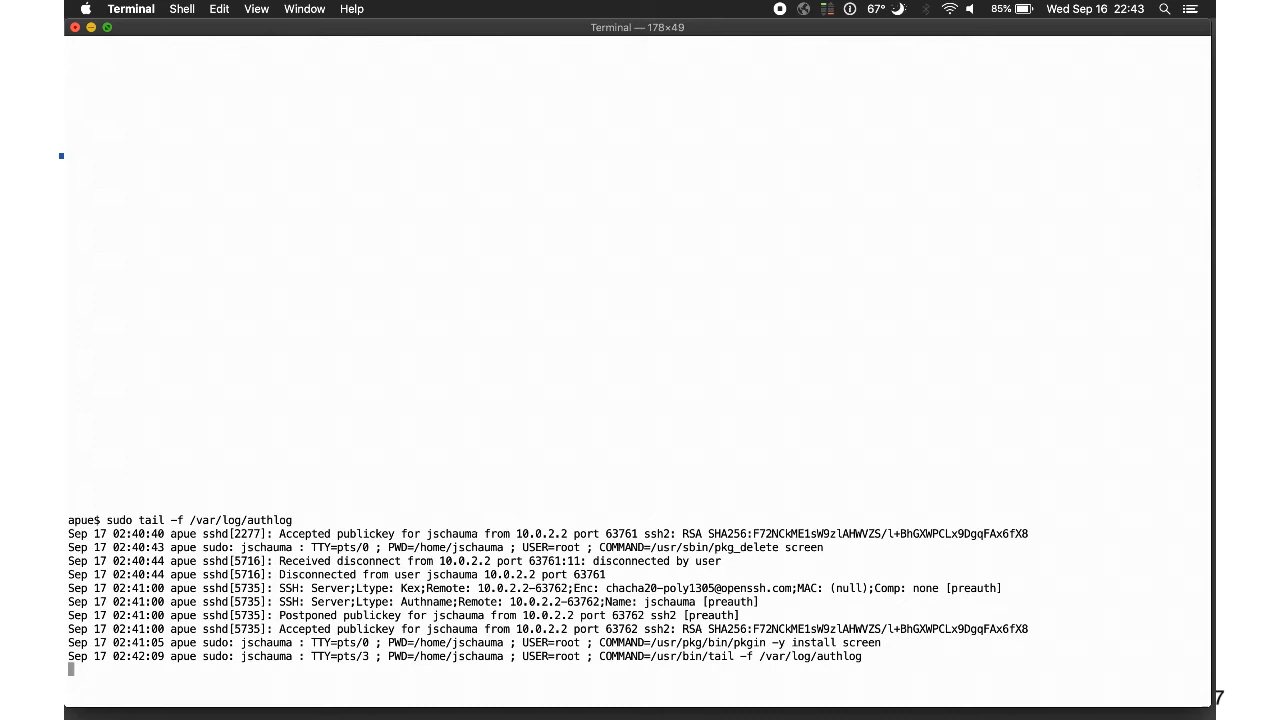 Terminal Shell Edit View Window Help 67° 85% Wed Sep 16 22:43
Terminal — 178×49
apue$ sudo tail -f /var/log/authlog
Sep 17 02:40:40 apue sshd[2277]: Accepted publickey for jschauma from 10.0.2.2 port 63761 ssh2: RSA SHA256:F72NCkME1sW9zlAHWVZS/l+BhGXWPCLx9DgqFAx6fX8
Sep 17 02:40:43 apue sudo: jschauma : TTY=pts/0 ; PWD=/home/jschauma ; USER=root ; COMMAND=/usr/sbin/pkg_delete screen
Sep 17 02:40:44 apue sshd[5716]: Received disconnect from 10.0.2.2 port 63761:11: disconnected by user
Sep 17 02:40:44 apue sshd[5716]: Disconnected from user jschauma 10.0.2.2 port 63761
Sep 17 02:41:00 apue sshd[5735]: SSH: Server;Ltype: Kex;Remote: 10.0.2.2-63762;Enc: chacha20-poly1305@openssh.com;MAC: (null);Comp: none [preauth]
Sep 17 02:41:00 apue sshd[5735]: SSH: Server;Ltype: Authname;Remote: 10.0.2.2-63762;Name: jschauma [preauth]
Sep 17 02:41:00 apue sshd[5735]: Postponed publickey for jschauma from 10.0.2.2 port 63762 ssh2 [preauth]
Sep 17 02:41:00 apue sshd[5735]: Accepted publickey for jschauma from 10.0.2.2 port 63762 ssh2: RSA SHA256:F72NCkME1sW9zlAHWVZS/l+BhGXWPCLx9DgqFAx6fX8
Sep 17 02:41:05 apue sudo: jschauma : TTY=pts/0 ; PWD=/home/jschauma ; USER=root ; COMMAND=/usr/pkg/bin/pkgin -y install screen
Sep 17 02:42:09 apue sudo: jschauma : TTY=pts/3 ; PWD=/home/jschauma ; USER=root ; COMMAND=/usr/bin/tail -f /var/log/authlog
7